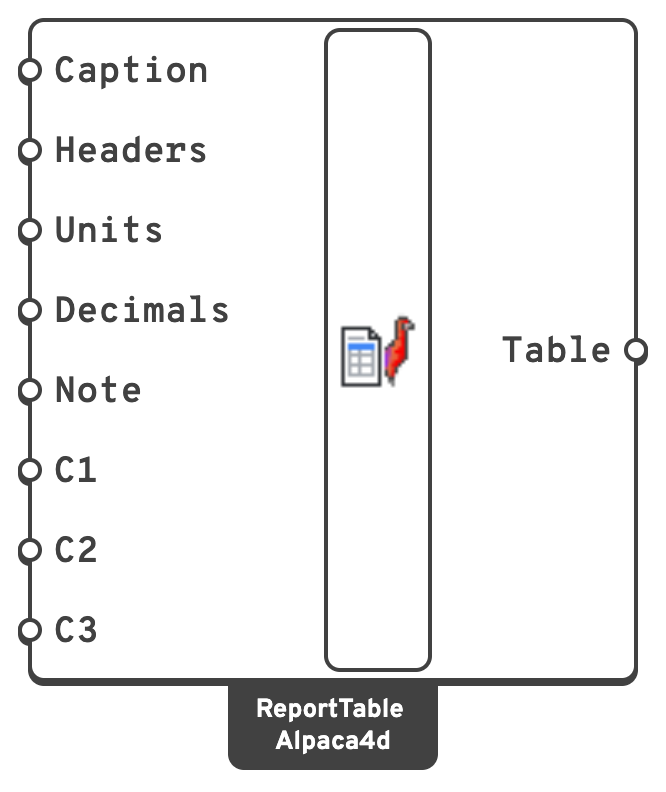 Caption
Headers
Units
Decimals
Note
C1
C2
C3
Table
ReportTable
Alpaca4d